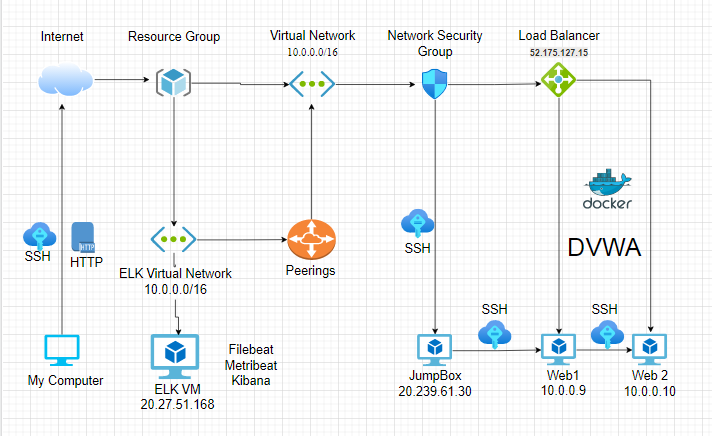 Internet
Resource Group
Virtual Network
10.0.0.0/16
Network Security
Group
Load Balancer
52.175.127.15
docker
DVWA
SSH
HTTP
SSH
ELK Virtual Network
10.0.0.0/16
Peerings
SSH
SSH
My Computer
Filebeat
Metribeat
Kibana
ELK VM
20.27.51.168
JumpBox
20.239.61.30
Web1
10.0.0.9
Web 2
10.0.0.10